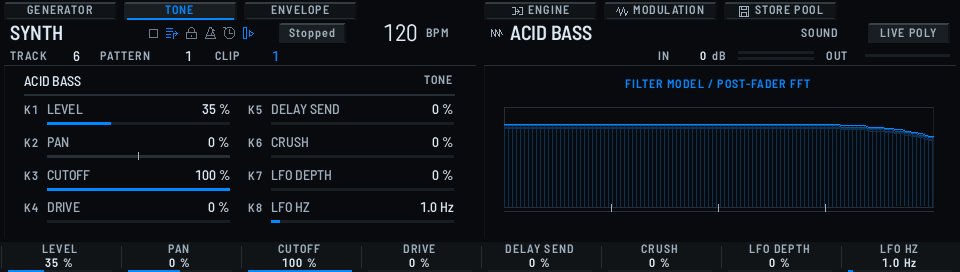 GENERATOR TONE ENVELOPE ENGINE MODULATION STORE POOL
SYNTH Stopped 120 BPM ACID BASS SOUND LIVE POLY
TRACK 6 PATTERN 1 CLIP 1 IN 0 dB OUT
ACID BASS TONE
FILTER MODEL / POST-FADER FFT
K1 LEVEL 35 % K5 DELAY SEND 0 %
K2 PAN 0 % K6 CRUSH 0 %
K3 CUTOFF 100 % K7 LFO DEPTH 0 %
K4 DRIVE 0 % K8 LFO HZ 1.0 Hz
LEVEL PAN CUTOFF DRIVE DELAY SEND CRUSH LFO DEPTH LFO HZ
35 % 0 % 100 % 0 % 0 % 0 % 0 % 1.0 Hz